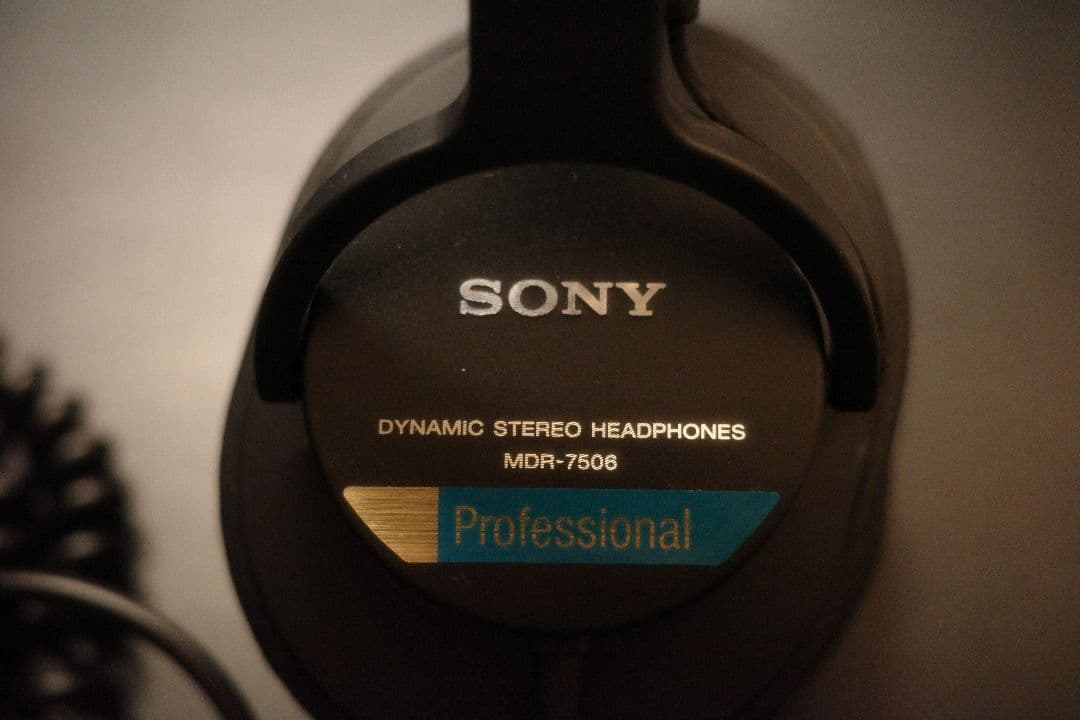 SONY
DYNAMIC STEREO HEADPHONES
MDR-7506
Professional